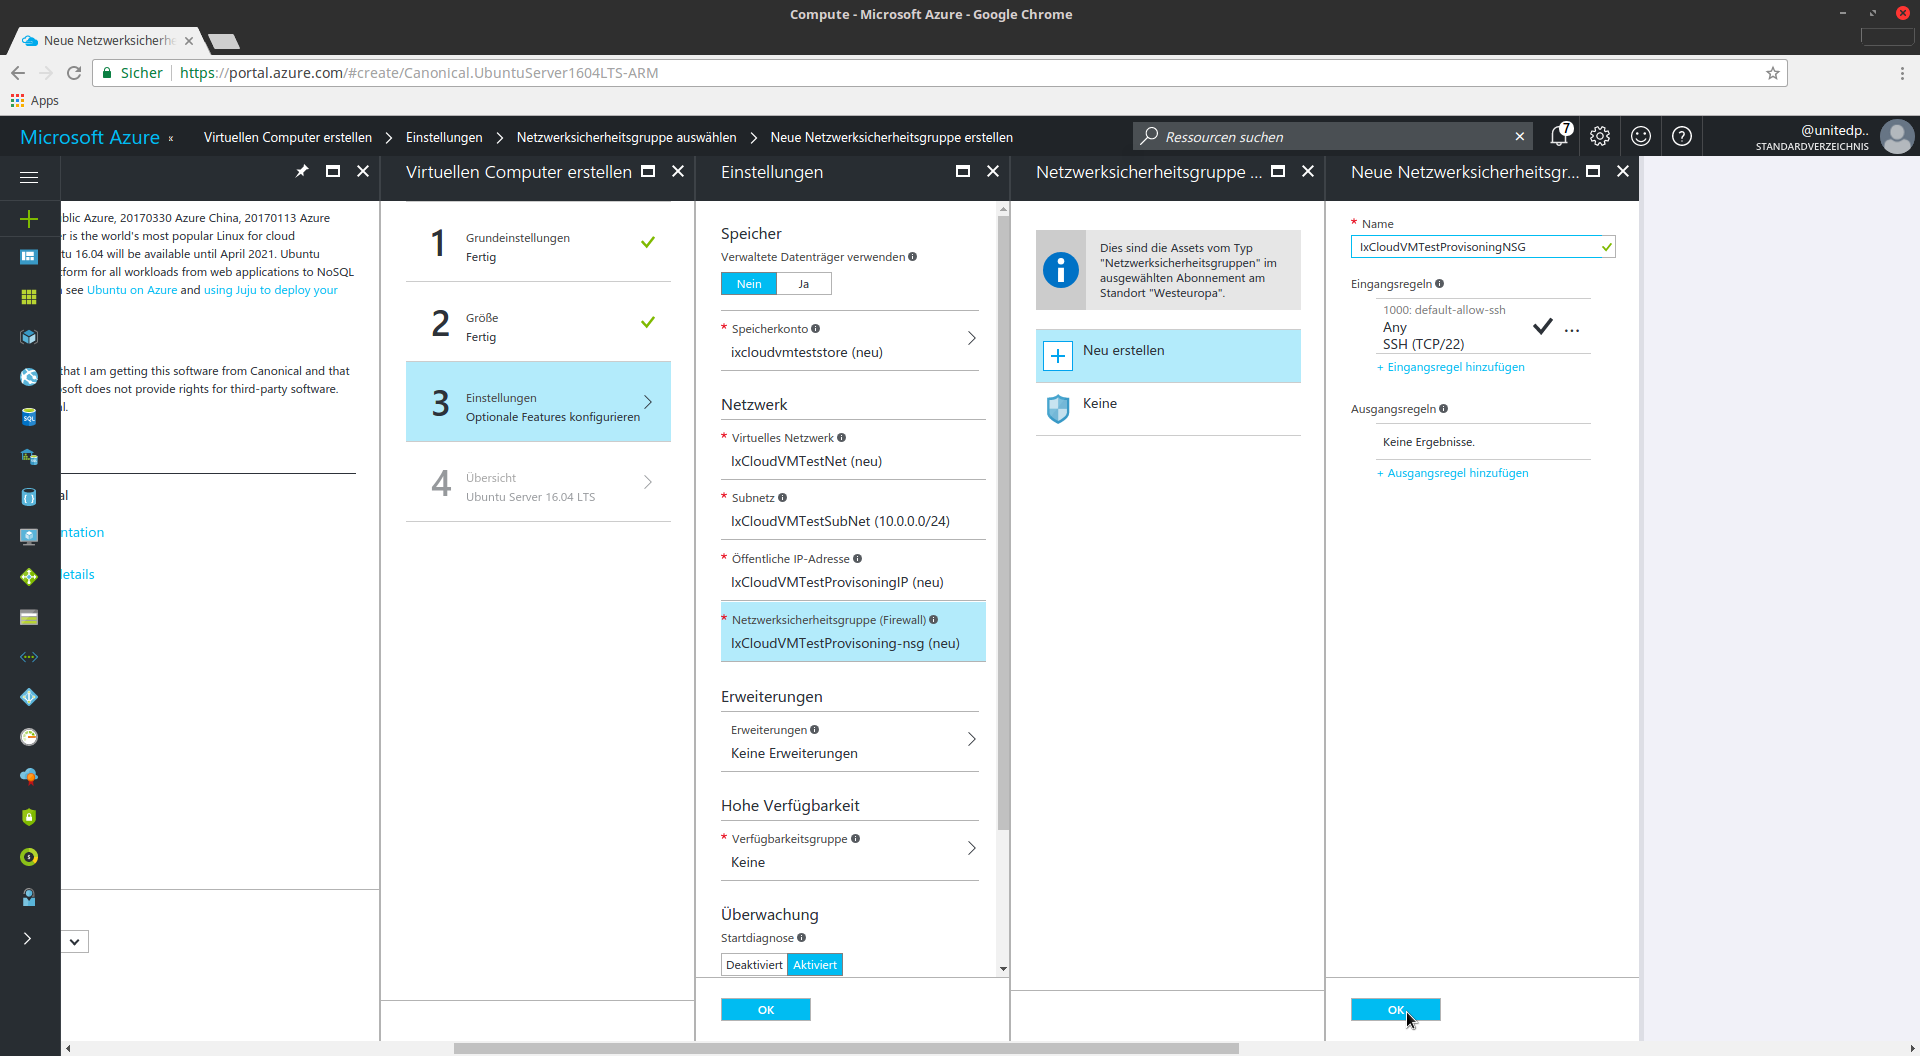 Compute - Microsoft Azure - Google Chrome
Neue Netzwerksicherhe
Sicher https://portal.azure.com/#create/Canonical.UbuntuServer1604LTS-ARM
Apps
Microsoft Azure Virtuellen Computer erstellen Einstellungen Netzwerksicherheitsgruppe auswählen Neue Netzwerksicherheitsgruppe erstellen
Ressourcen suchen
7
@unitedp..
STANDARDVERZEICHNIS
blic Azure, 20170330 Azure China, 20170113 Azure
r is the world's most popular Linux for cloud
tu 16.04 will be available until April 2021. Ubuntu
form for all workloads from web applications to NoSQL
see Ubuntu on Azure and using Juju to deploy your
that I am getting this software from Canonical and that
soft does not provide rights for third-party software.
l.
al
ntation
etails
Virtuellen Computer erstellen
1
Grundeinstellungen
Fertig
2
Größe
Fertig
3
Einstellungen
Optionale Features konfigurieren
4
Übersicht
Ubuntu Server 16.04 LTS
Einstellungen
Speicher
Verwaltete Datenträger verwenden
Nein Ja
* Speicherkonto
ixcloudvmteststore (neu)
Netzwerk
* Virtuelles Netzwerk
IxCloudVMTestNet (neu)
* Subnetz
IxCloudVMTestSubNet (10.0.0.0/24)
* Öffentliche IP-Adresse
IxCloudVMTestProvisoningIP (neu)
* Netzwerksicherheitsgruppe (Firewall)
IxCloudVMTestProvisoning-nsg (neu)
Erweiterungen
Erweiterungen
Keine Erweiterungen
Hohe Verfügbarkeit
* Verfügbarkeitsgruppe
Keine
Überwachung
Startdiagnose
Deaktiviert Aktiviert
OK
Netzwerksicherheitsgruppe ...
Dies sind die Assets vom Typ
"Netzwerksicherheitsgruppen" im
ausgewählten Abonnement am
Standort "Westeuropa".
Neu erstellen
Keine
Neue Netzwerksicherheitsgr...
* Name
IxCloudVMTestProvisoningNSG
Eingangsregeln
1000: default-allow-ssh
Any
SSH (TCP/22)
...
+ Eingangsregel hinzufügen
Ausgangsregeln
Keine Ergebnisse.
+ Ausgangsregel hinzufügen
OK